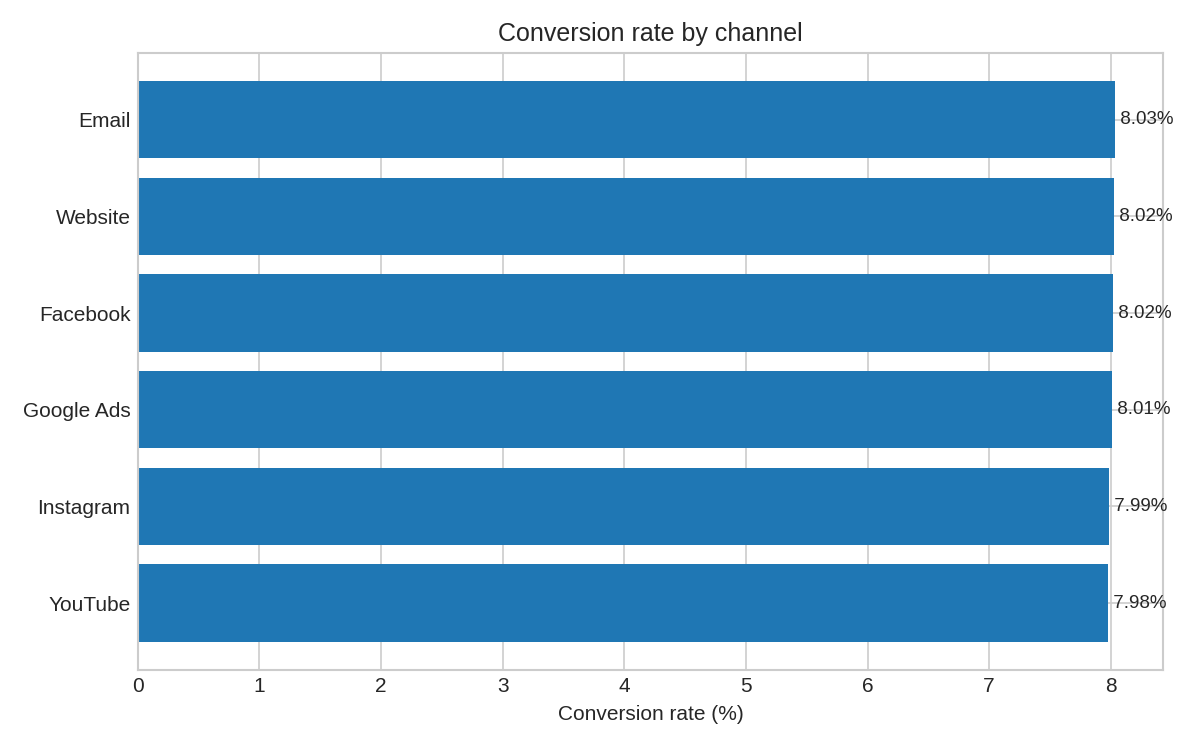 Conversion rate by channel
Email 8.03%
Website 8.02%
Facebook 8.02%
Google Ads 8.01%
Instagram 7.99%
YouTube 7.98%
0 1 2 3 4 5 6 7 8
Conversion rate (%)